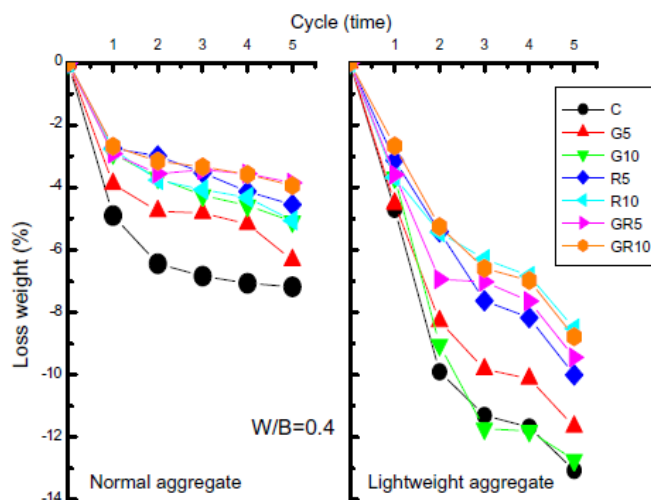 Cycle (time)
1 2 3 4 5 1 2 3 4 5
0
-2
-4
-6
-8
-10
-12
-14
Loss weight (%)
C
G5
G10
R5
R10
GR5
GR10
W/B=0.4
Normal aggregate
Lightweight aggregate